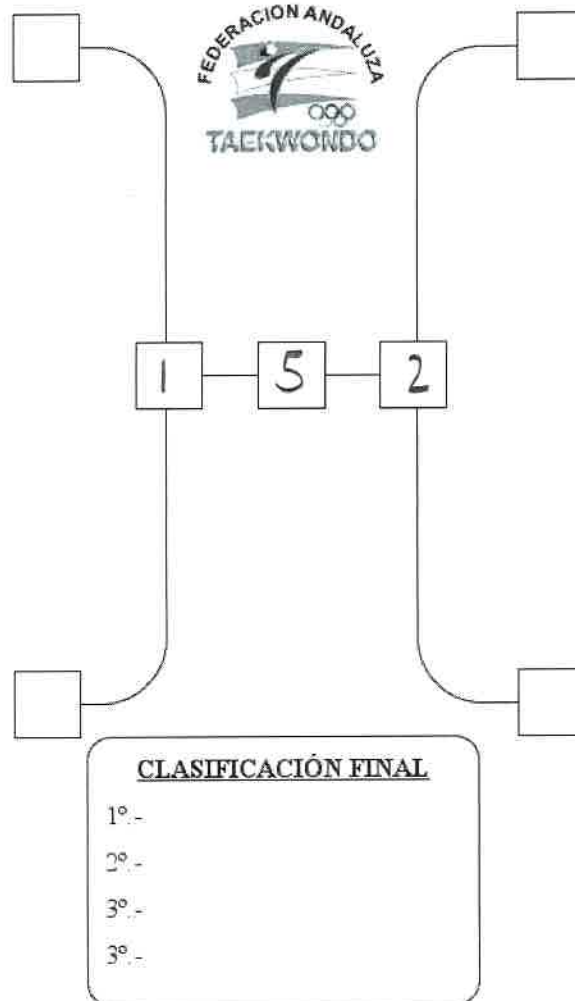 FEDERACION ANDALUZA
TAEKWONDO
1 5 2
CLASIFICACIÓN FINAL
1º.-
2º.-
3º.-
3º.-